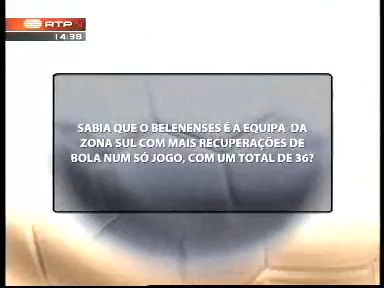 RTP N
14:38
SABIA QUE O BELENENSES É A EQUIPA DA
ZONA SUL COM MAIS RECUPERAÇÕES DE
BOLA NUM SÓ JOGO, COM UM TOTAL DE 36?